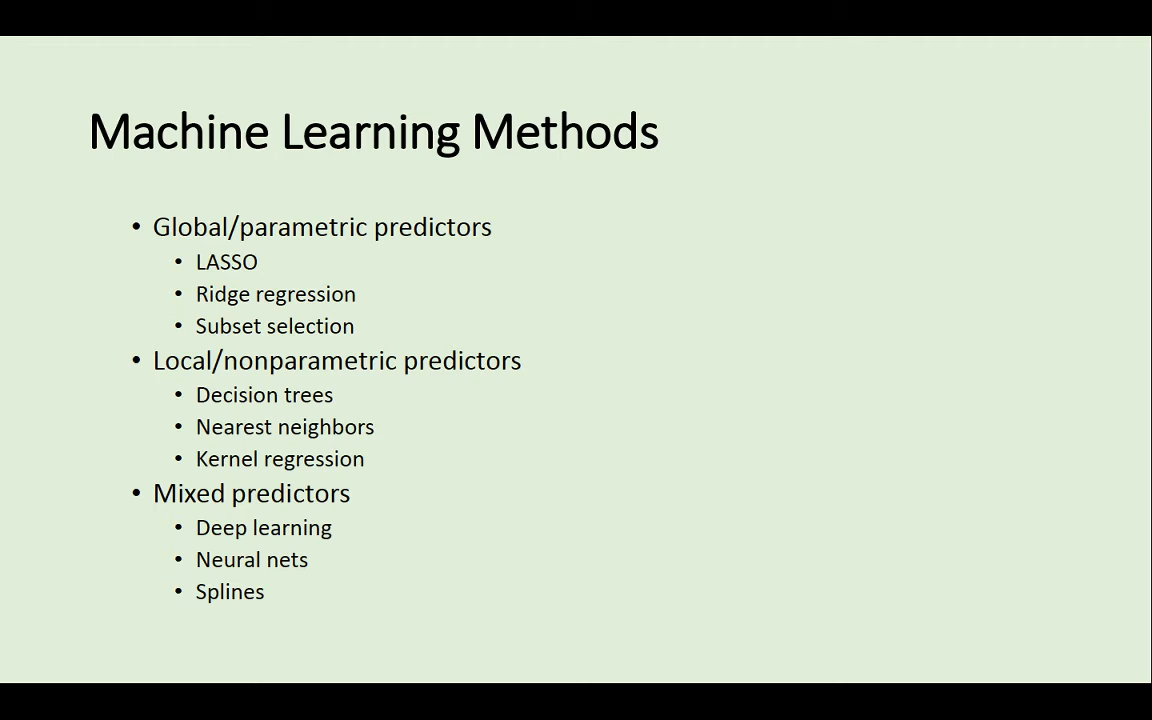 Machine Learning Methods
• Global/parametric predictors
• LASSO
• Ridge regression
• Subset selection
• Local/nonparametric predictors
• Decision trees
• Nearest neighbors
• Kernel regression
• Mixed predictors
• Deep learning
• Neural nets
• Splines